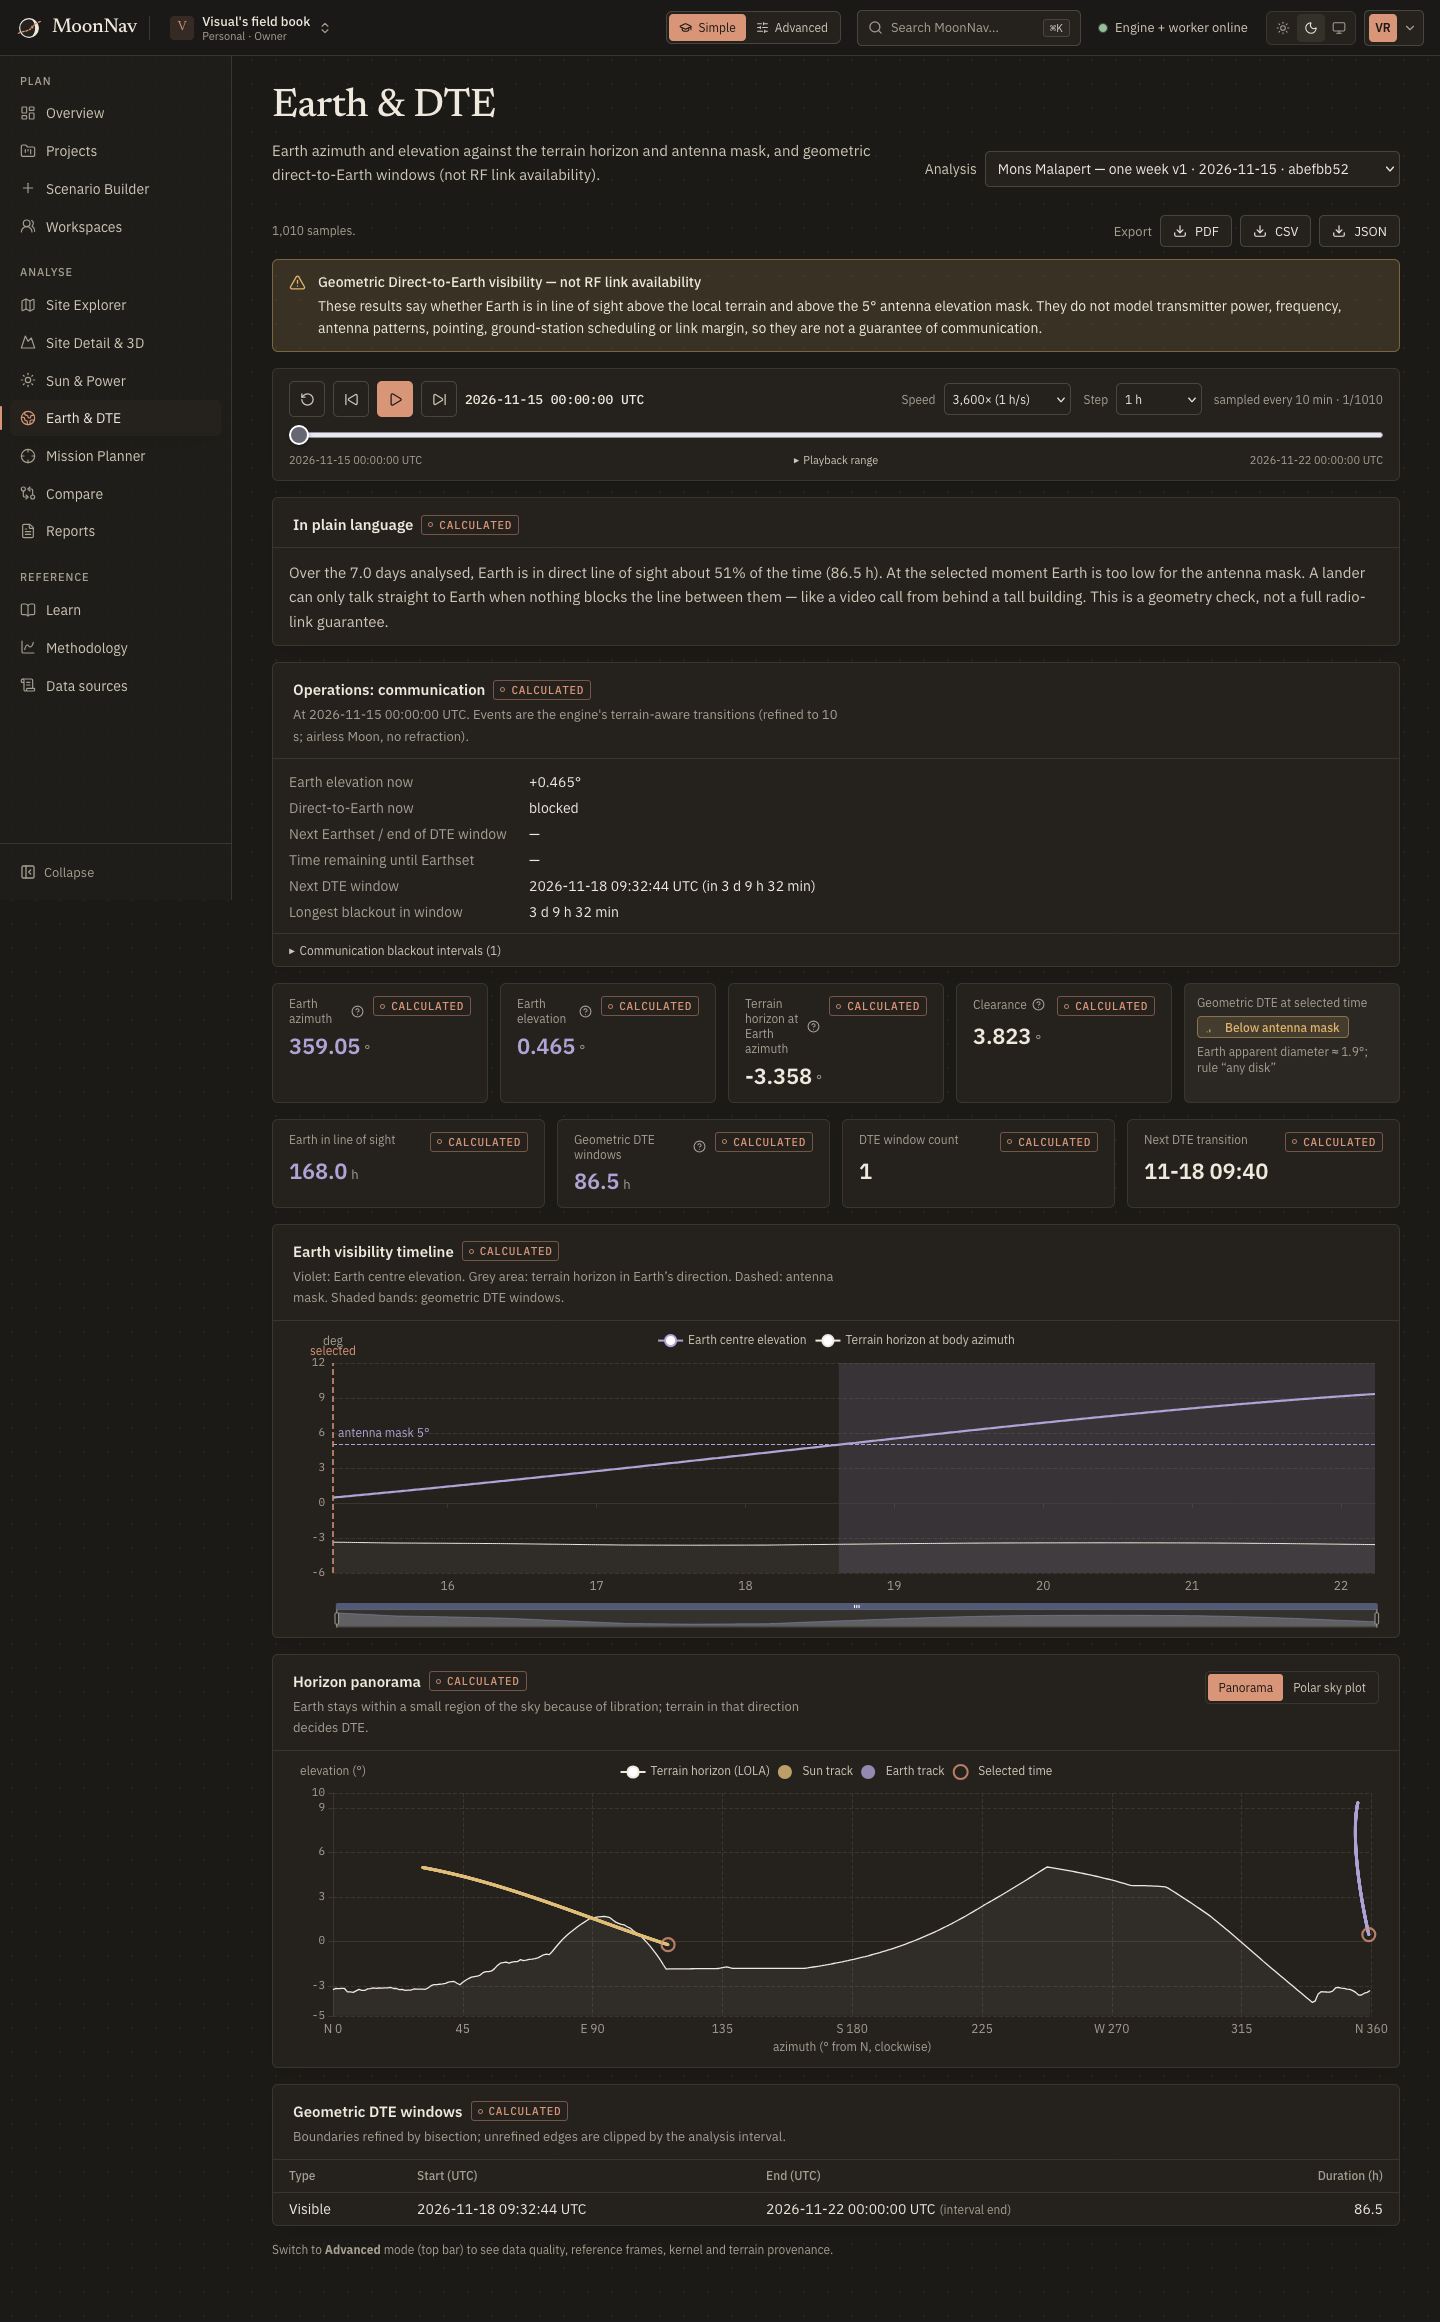 MoonNav
V
Visual's field book
Personal · Owner
Simple
Advanced
Search MoonNav...
⌘K
Engine + worker online
VR
PLAN
Overview
Projects
Scenario Builder
Workspaces
ANALYSE
Site Explorer
Site Detail & 3D
Sun & Power
Earth & DTE
Mission Planner
Compare
Reports
REFERENCE
Learn
Methodology
Data sources
Collapse
Earth & DTE
Earth azimuth and elevation against the terrain horizon and antenna mask, and geometric
direct-to-Earth windows (not RF link availability).
Analysis
Mons Malapert — one week v1 · 2026-11-15 · abefbb52
1,010 samples.
Export
PDF
CSV
JSON
Geometric Direct-to-Earth visibility — not RF link availability
These results say whether Earth is in line of sight above the local terrain and above the 5° antenna elevation mask. They do not model transmitter power, frequency,
antenna patterns, pointing, ground-station scheduling or link margin, so they are not a guarantee of communication.
2026-11-15 00:00:00 UTC
Speed
3,600× (1 h/s)
Step
1 h
sampled every 10 min · 1/1010
2026-11-15 00:00:00 UTC
▸ Playback range
2026-11-22 00:00:00 UTC
In plain language
CALCULATED
Over the 7.0 days analysed, Earth is in direct line of sight about 51% of the time (86.5 h). At the selected moment Earth is too low for the antenna mask. A lander
can only talk straight to Earth when nothing blocks the line between them — like a video call from behind a tall building. This is a geometry check, not a full radio-
link guarantee.
Operations: communication
CALCULATED
At 2026-11-15 00:00:00 UTC. Events are the engine's terrain-aware transitions (refined to 10
s; airless Moon, no refraction).
Earth elevation now
+0.465°
Direct-to-Earth now
blocked
Next Earthset / end of DTE window
—
Time remaining until Earthset
—
Next DTE window
2026-11-18 09:32:44 UTC (in 3 d 9 h 32 min)
Longest blackout in window
3 d 9 h 32 min
▸ Communication blackout intervals (1)
Earth
azimuth
CALCULATED
359.05 °
Earth
elevation
CALCULATED
0.465 °
Terrain
horizon at
Earth
azimuth
CALCULATED
-3.358 °
Clearance
CALCULATED
3.823 °
Geometric DTE at selected time
Below antenna mask
Earth apparent diameter ≈ 1.9°;
rule “any disk”
Earth in line of sight
CALCULATED
168.0 h
Geometric DTE
windows
CALCULATED
86.5 h
DTE window count
CALCULATED
1
Next DTE transition
CALCULATED
11-18 09:40
Earth visibility timeline
CALCULATED
Violet: Earth centre elevation. Grey area: terrain horizon in Earth’s direction. Dashed: antenna
mask. Shaded bands: geometric DTE windows.
deg
selected
Earth centre elevation
Terrain horizon at body azimuth
12
9
6
antenna mask 5°
3
0
-3
-6
16
17
18
19
20
21
22
Horizon panorama
CALCULATED
Earth stays within a small region of the sky because of libration; terrain in that direction
decides DTE.
Panorama
Polar sky plot
elevation (°)
Terrain horizon (LOLA)
Sun track
Earth track
Selected time
10
9
6
3
0
-3
-5
N 0
45
E 90
135
S 180
225
W 270
315
N 360
azimuth (° from N, clockwise)
Geometric DTE windows
CALCULATED
Boundaries refined by bisection; unrefined edges are clipped by the analysis interval.
Type
Start (UTC)
End (UTC)
Duration (h)
Visible
2026-11-18 09:32:44 UTC
2026-11-22 00:00:00 UTC (interval end)
86.5
Switch to Advanced mode (top bar) to see data quality, reference frames, kernel and terrain provenance.